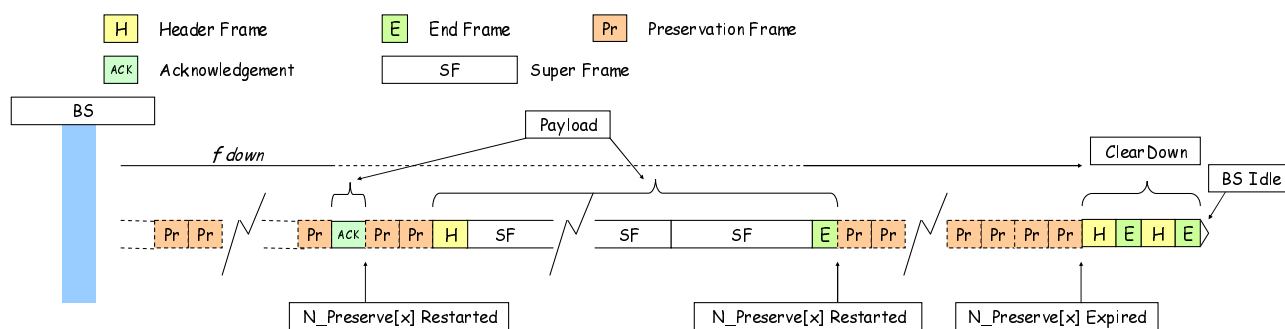 H Header Frame E End Frame Pr Preservation Frame
ACK Acknowledgement SF Super Frame
BS
Payload
f down
ClearDown
BS Idle
Pr Pr Pr ACK Pr Pr H SF SF SF E Pr Pr Pr Pr Pr Pr H E H E
N_Preserve[x] Restarted N_Preserve[x] Restarted N_Preserve[x] Expired